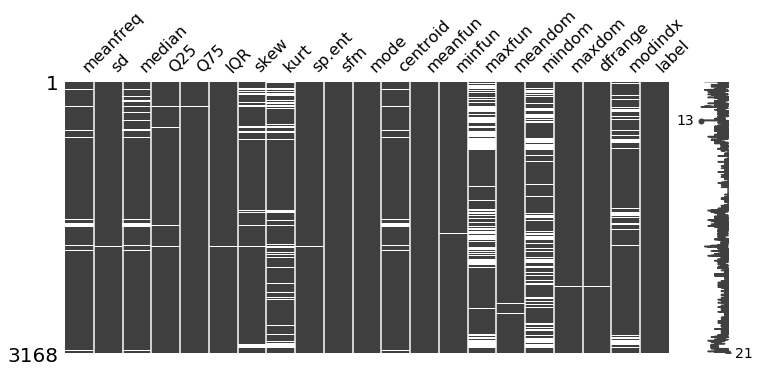 meanfreq
sd
median
Q25
Q75
IQR
skew
kurt
sp.ent
sfm
mode
centroid
meanfun
minfun
maxfun
meandom
mindom
maxdom
dfrange
modindx
label
1
13
3168
21